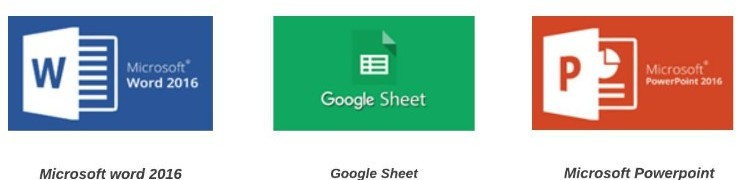 W
Microsoft®
Word 2016
Google Sheet
P
Microsoft®
PowerPoint 2016
Microsoft word 2016
Google Sheet
Microsoft Powerpoint